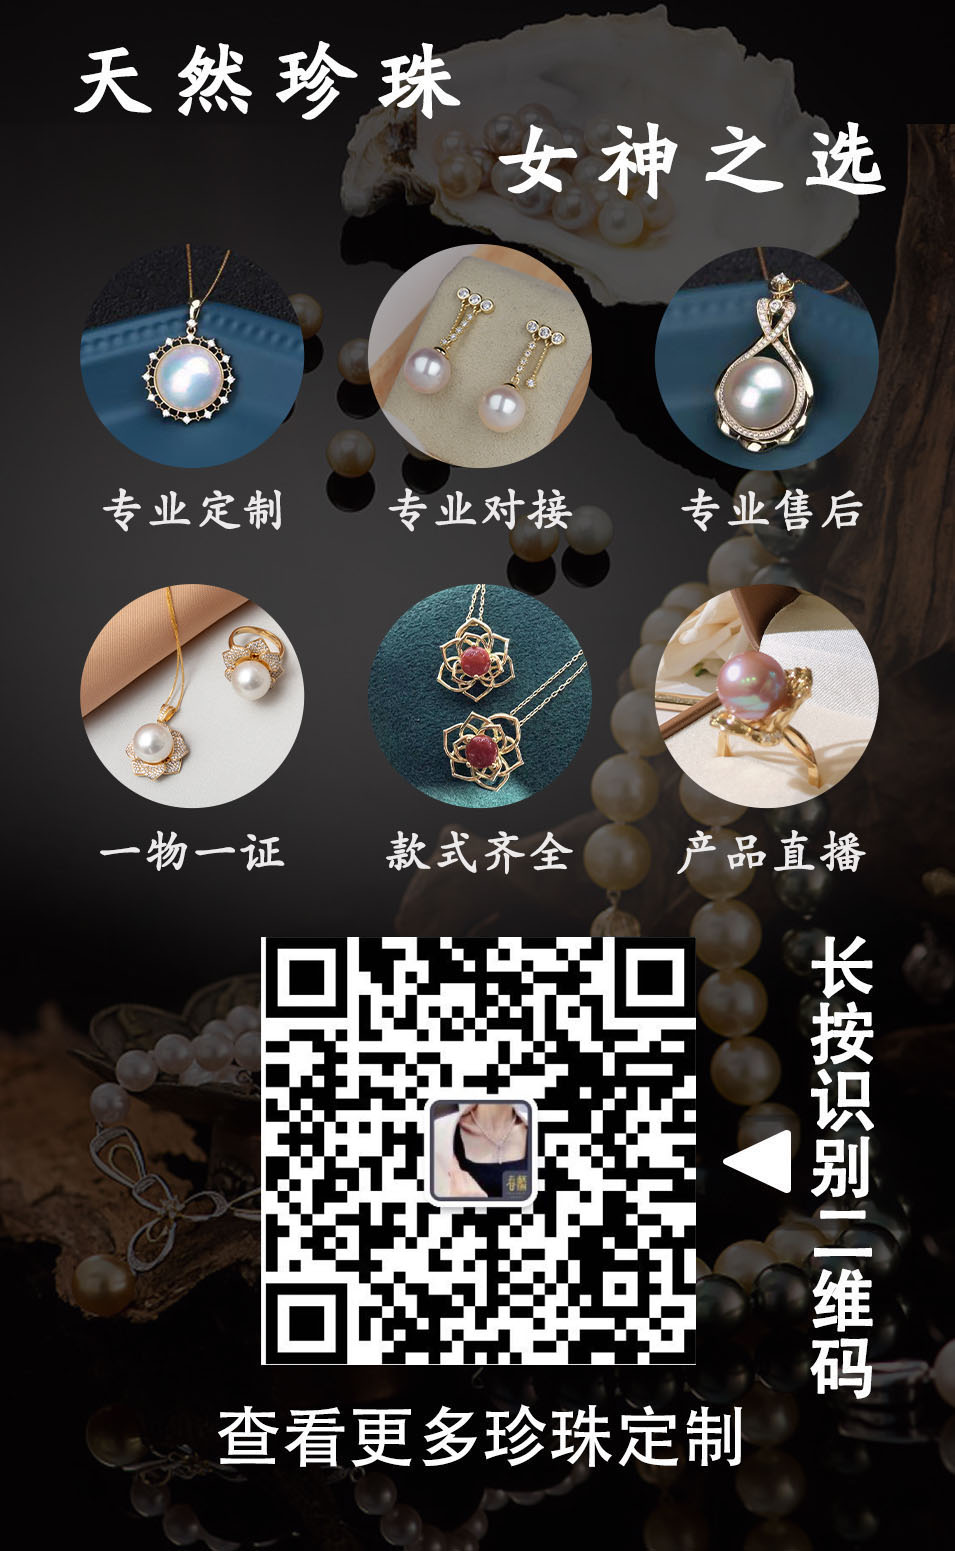 天然珍珠
女神之选
专业定制
专业对接
专业售后
一物一证
款式齐全
产品直播
长按识别二维码
查看更多珍珠定制